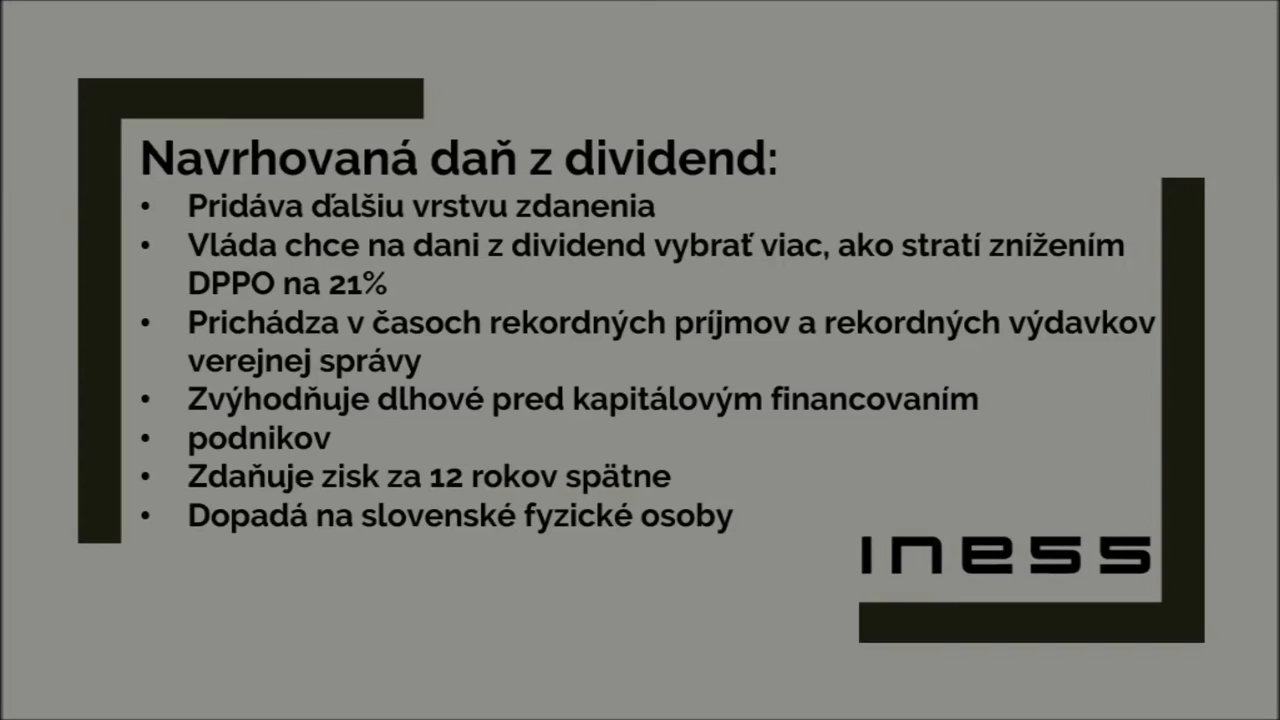 Navrhovaná daň z dividend:
• Pridáva ďalšiu vrstvu zdanenia
• Vláda chce na dani z dividend vybrať viac, ako stratí znížením
DPPO na 21%
• Prichádza v časoch rekordných príjmov a rekordných výdavkov
verejnej správy
• Zvýhodňuje dlhové pred kapitálovým financovaním
• podnikov
• Zdaňuje zisk za 12 rokov spätne
• Dopadá na slovenské fyzické osoby
iness